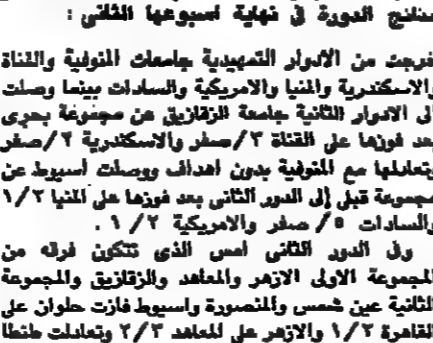 نتائج الدورة في نهاية اسبوعها الثاني :
خرجت من الادوار التمهيدية جامعات المنوفية والقناة
والاسكندرية والمنيا والامريكية والسادات بينما وصلت
الى الادوار الثانية جامعة الزقازيق عن مجموعة بحرى
بعد فوزها على القناة ٣/صفر والاسكندرية ٢/صفر
وتعادلها مع المنوفية بدون اهداف ووصلت اسيوط عن
مجموعة قبلى إلى الدور الثانى بعد فوزها على المنيا ١/٢
والسادات ٥/ صفر والامريكية ٢/ ١ .
وفى الدور الثانى امس الذى تتكون فرقه من
المجموعة الاولى الازهر والمعاهد والزقازيق والمجموعة
الثانية عين شمس والمنصورة واسيوط فازت حلوان على
القاهرة ١/٢ والازهر على المعاهد ٢/٣ وتعادلت طنطا